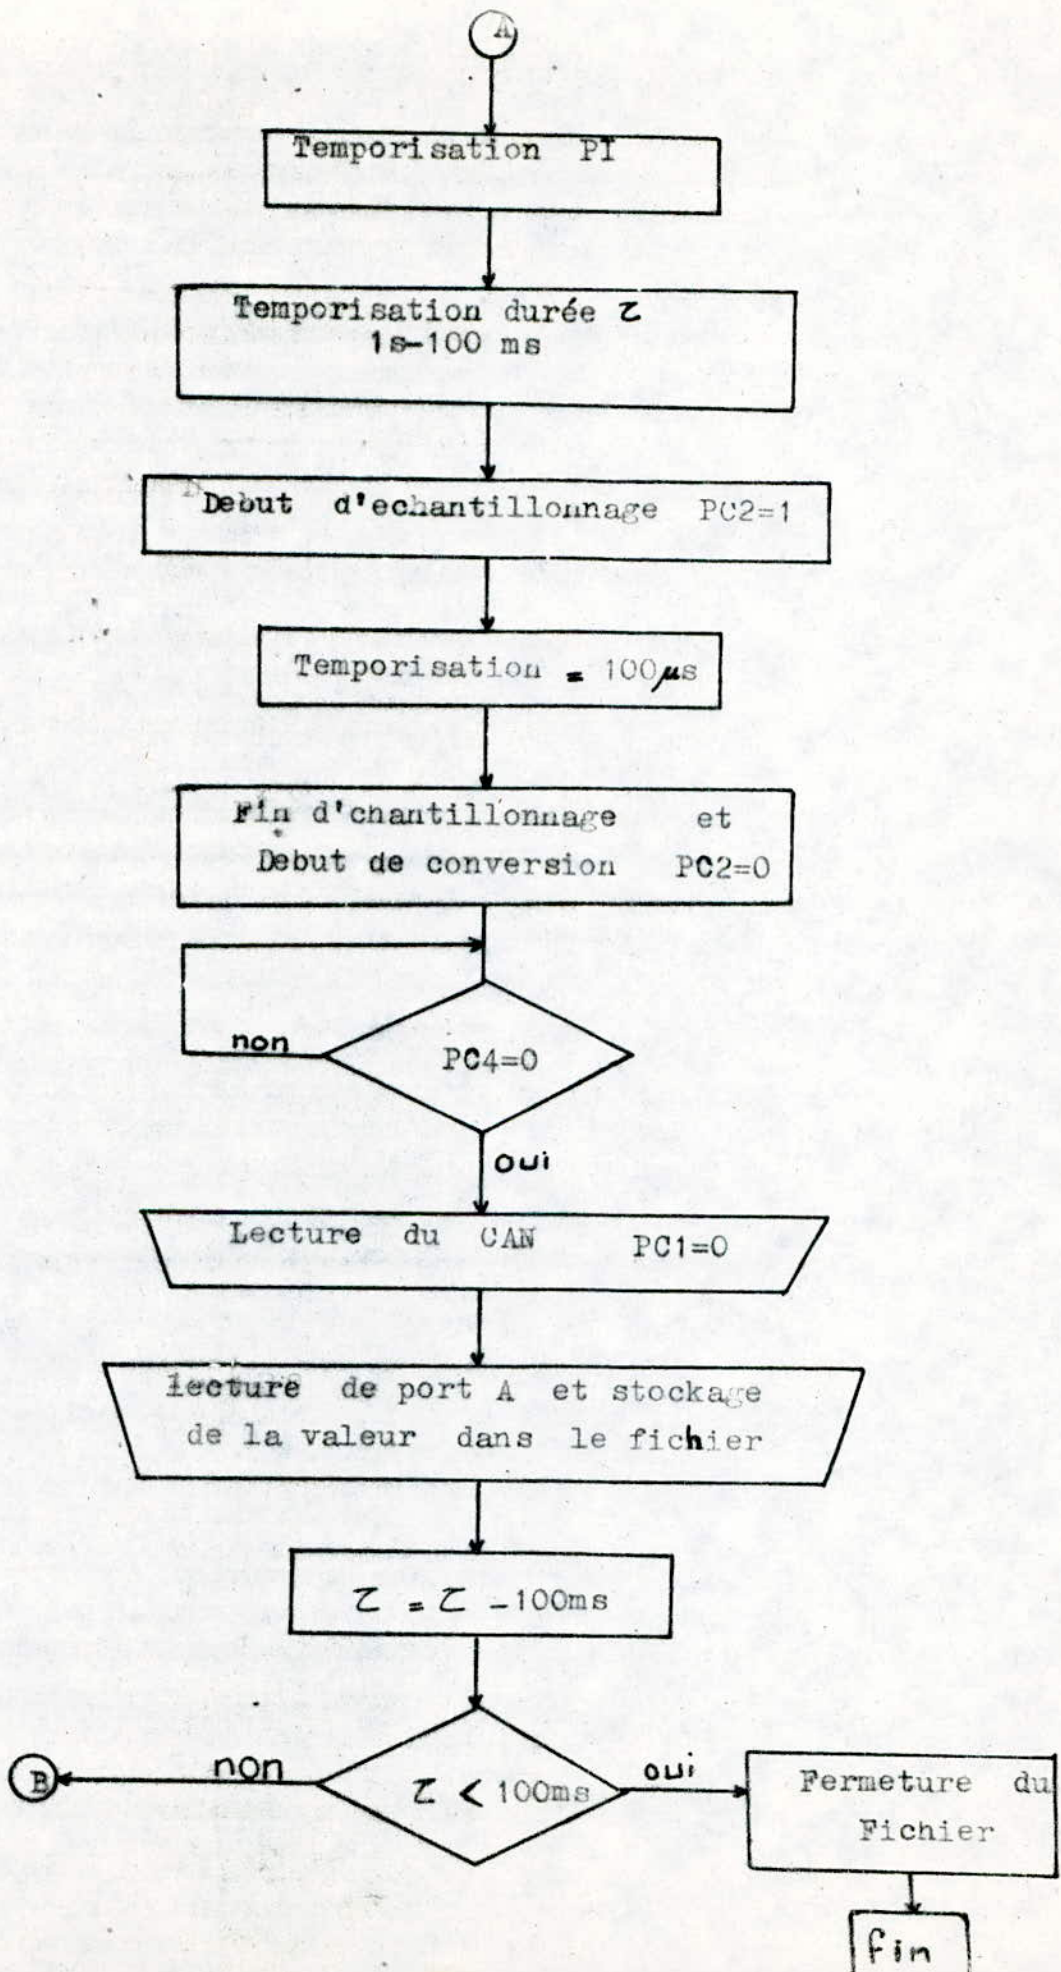 A
Temporisation PI
Temporisation durée τ
1s-100 ms
Debut d'echantillonnage PC2=1
Temporisation = 100µs
Fin d'chantillonnage et
Debut de conversion PC2=0
non
PC4=0
oui
Lecture du CAN PC1=0
lecture de port A et stockage
de la valeur dans le fichier
τ = τ -100ms
B
non
τ < 100ms
oui
Fermeture du
Fichier
fin